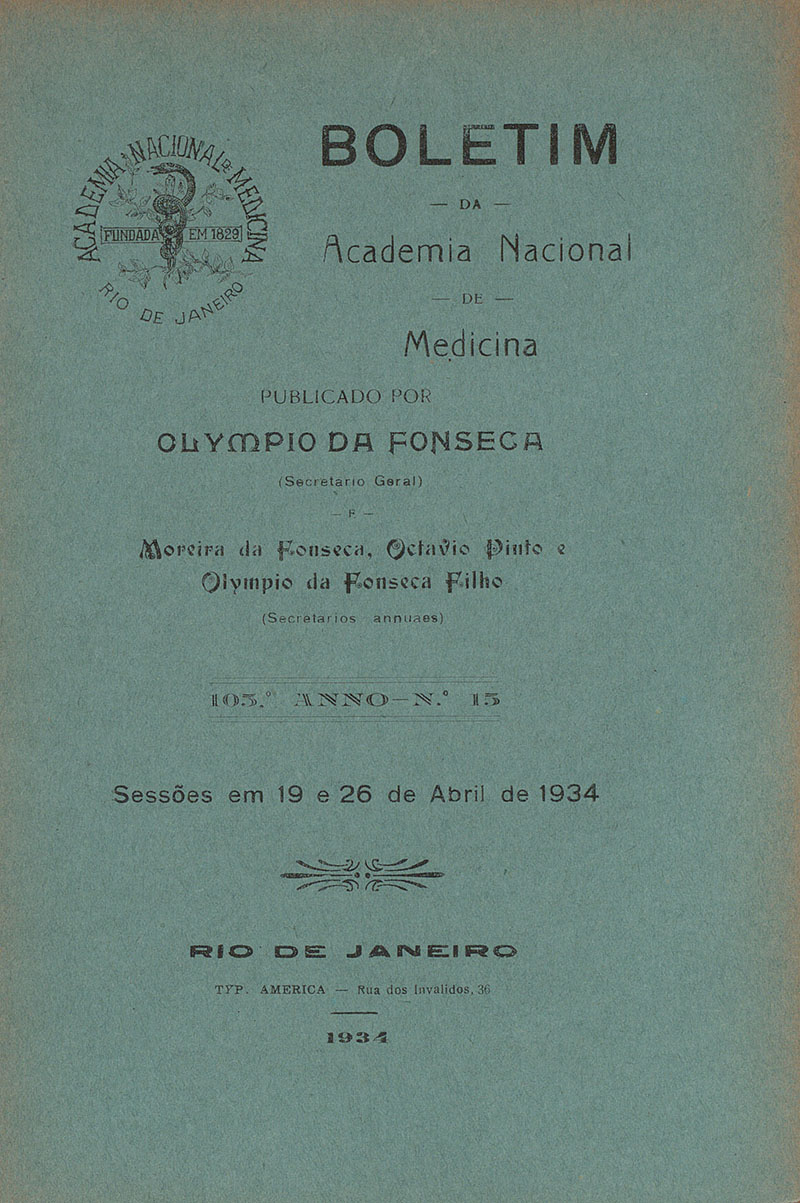 ACADEMIA NACIONAL DE MEDICINA
FUNDADA EM 1829
RIO DE JANEIRO
BOLETIM
— DA —
Academia Nacional
— DE —
Medicina
PUBLICADO POR
OLYMPIO DA FONSECA
(Secretario Geral)
— E —
Moreira da Fonseca, Octavio Pinto e
Olympio da Fonseca Filho
(Secretarios annuaes)
105.º ANNO—N.º 15
Sessões em 19 e 26 de Abril de 1934
RIO DE JANEIRO
TYP. AMERICA — Rua dos Invalidos, 36
1934